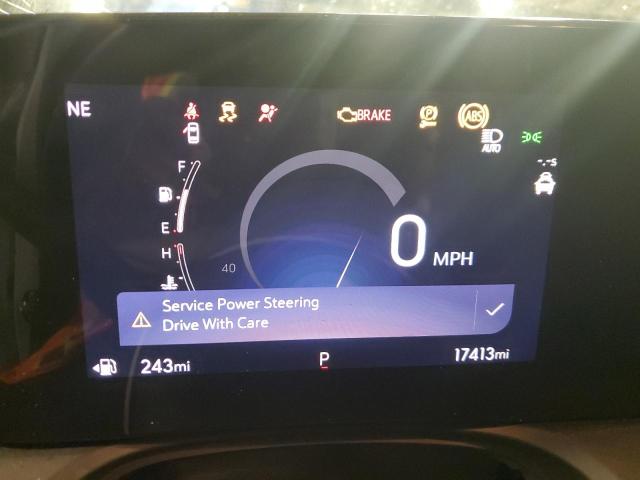 NE
BRAKE
P
ABS
AUTO
-.-s
F
E
H
0 MPH
40
Service Power Steering
Drive With Care
243mi
P
17413mi